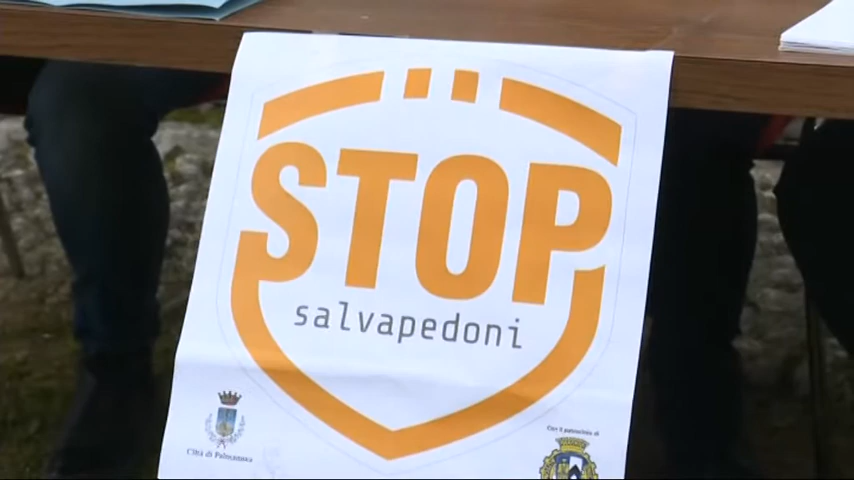 STOP
salvapedoni
Città di Palmanova
Con il patrocinio di